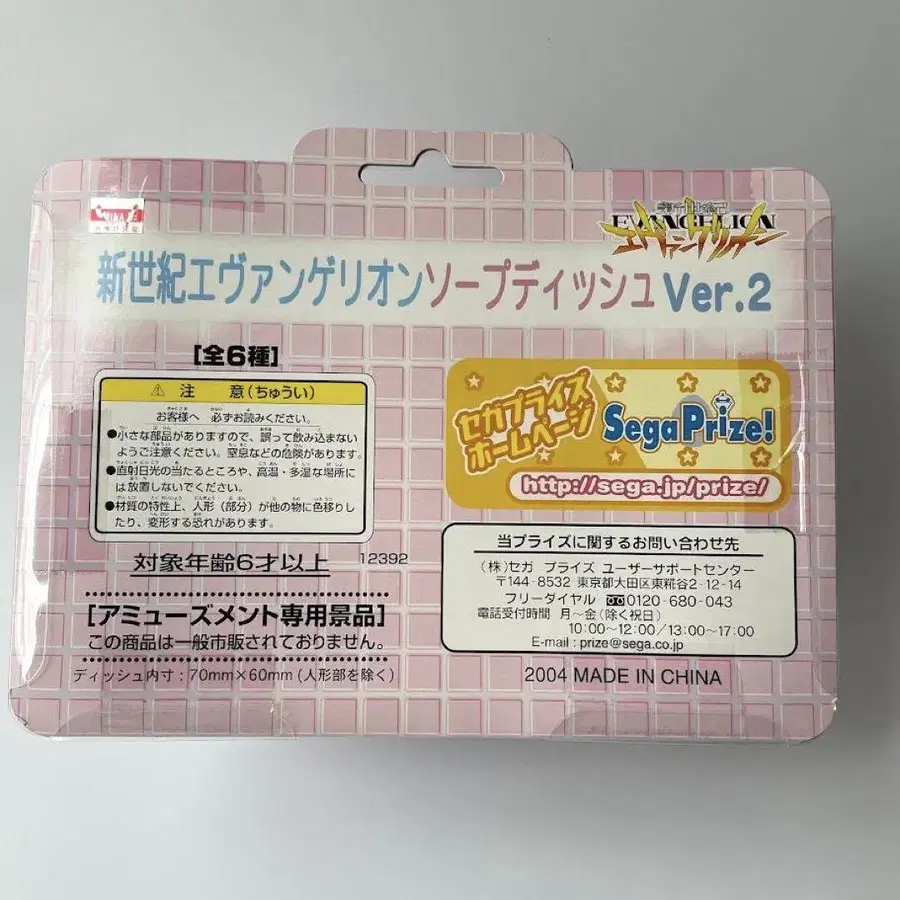 新世紀
EVANGELION
エヴァンゲリオン
新世紀エヴァンゲリオンソープディッシュ Ver.2
[全6種]
⚠ 注 意(ちゅうい)
お客様へ 必ずお読みください。
●小さな部品がありますので、誤って飲み込まない
ようご注意ください。窒息などの危険があります。
●直射日光の当たるところや、高温・多湿な場所に
は放置しないでください。
●材質の特性上、人形(部分)が他の物に色移りし
たり、変形する恐れがあります。
対象年齢6才以上
12392
[アミューズメント専用景品]
この商品は一般市販されておりません。
ディッシュ内寸:70mm×60mm(人形部を除く)
セガプライズ
ホームページ
SegaPrize!
http://sega.jp/prize/
当プライズに関するお問い合わせ先
(株)セガ プライズ ユーザーサポートセンター
〒144-8532 東京都大田区東糀谷2-12-14
フリーダイヤル 0120-680-043
電話受付時間 月~金(除く祝日)
10:00~12:00/13:00~17:00
E-mail : prize@sega.co.jp
2004 MADE IN CHINA